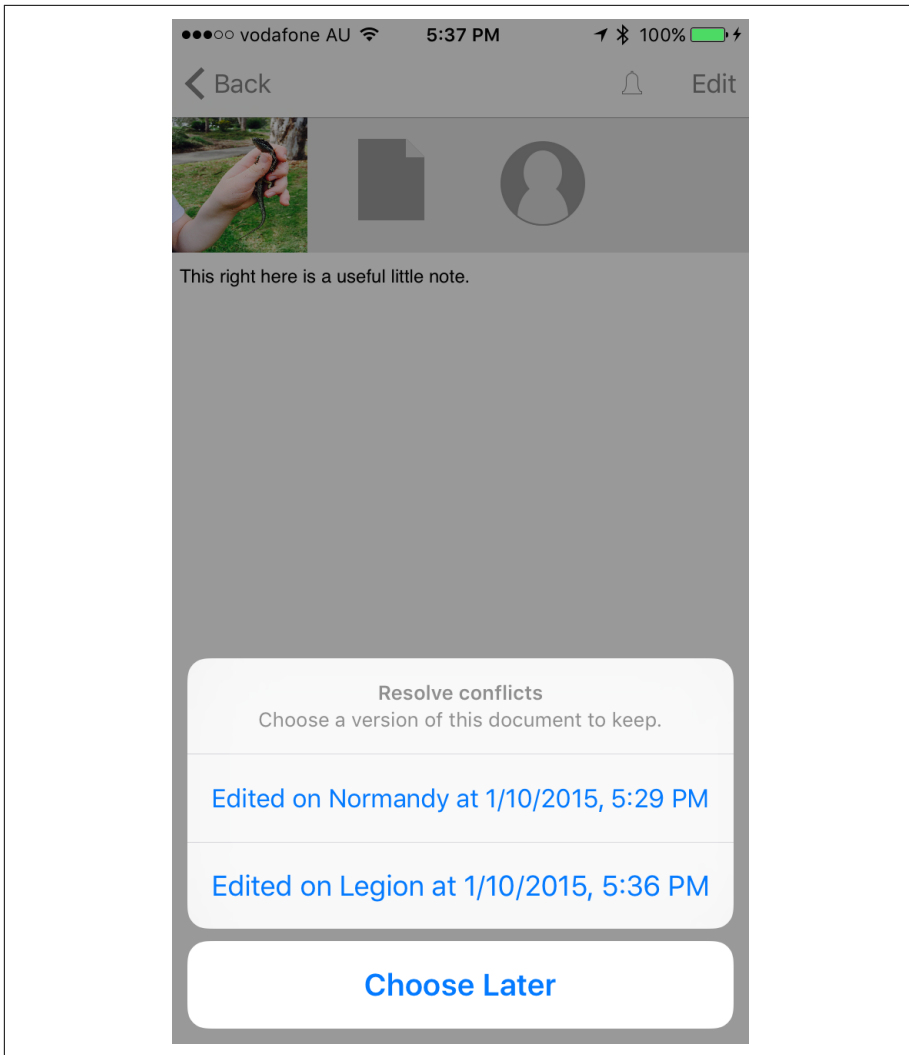 vodafone AU 5:37 PM 100%
Back Edit
This right here is a useful little note.
Resolve conflicts
Choose a version of this document to keep.
Edited on Normandy at 1/10/2015, 5:29 PM
Edited on Legion at 1/10/2015, 5:36 PM
Choose Later